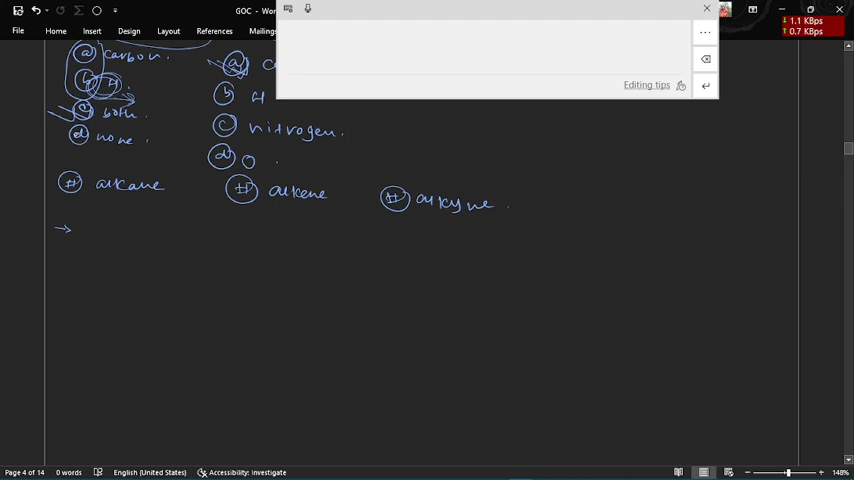 GOC - Wor
1.1 KBps
0.7 KBps
File Home Insert Draw Design Layout References Mailings
Editing tips
(a) carbon. (a) C
(b) H. (b) H
(c) both. (c) nitrogen.
(d) none. (d) O.
# alkane # alkene # alkyne.
→
Page 4 of 14 0 words English (United States) Accessibility: Investigate 148%